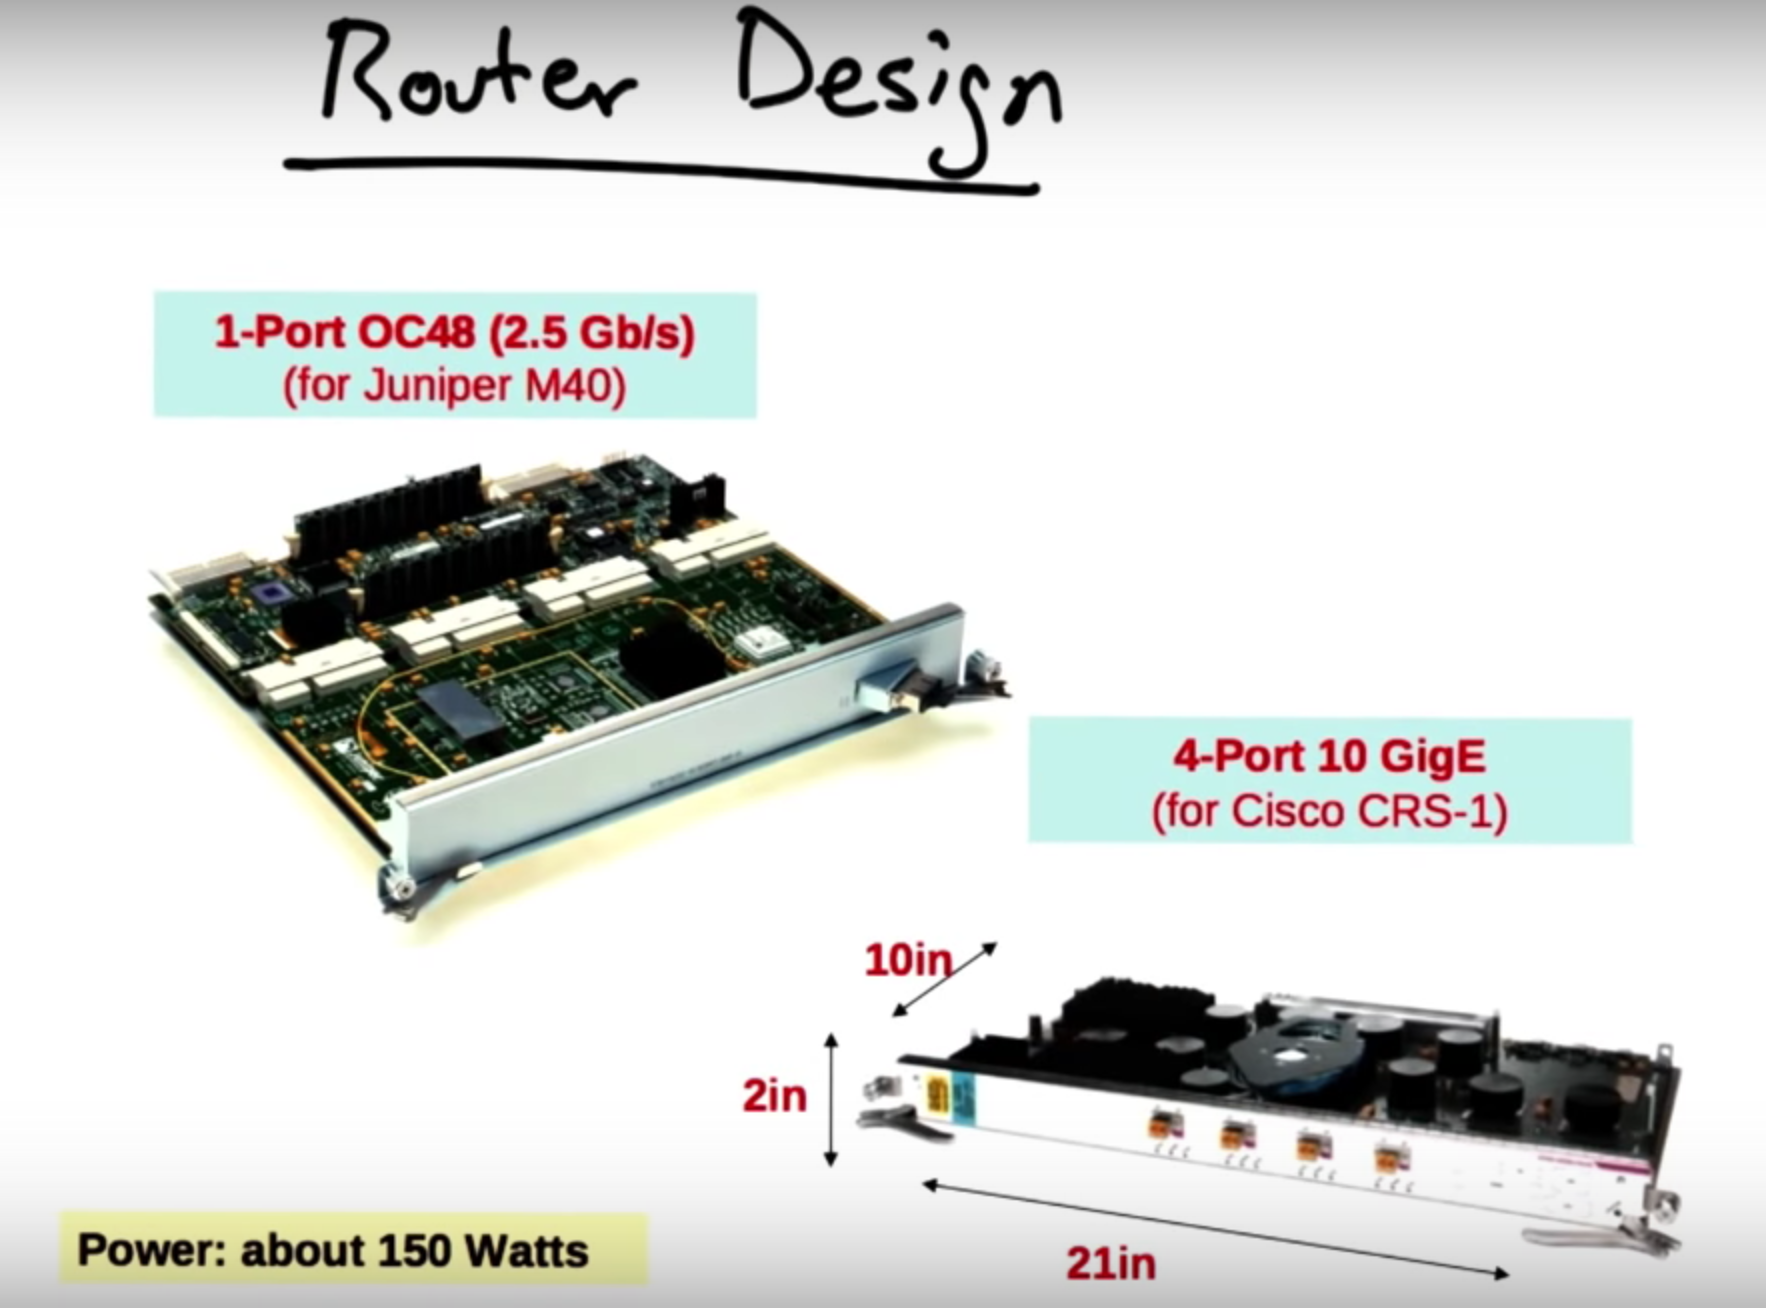 Router Design
1-Port OC48 (2.5 Gb/s)
(for Juniper M40)
4-Port 10 GigE
(for Cisco CRS-1)
10in
2in
21in
Power: about 150 Watts